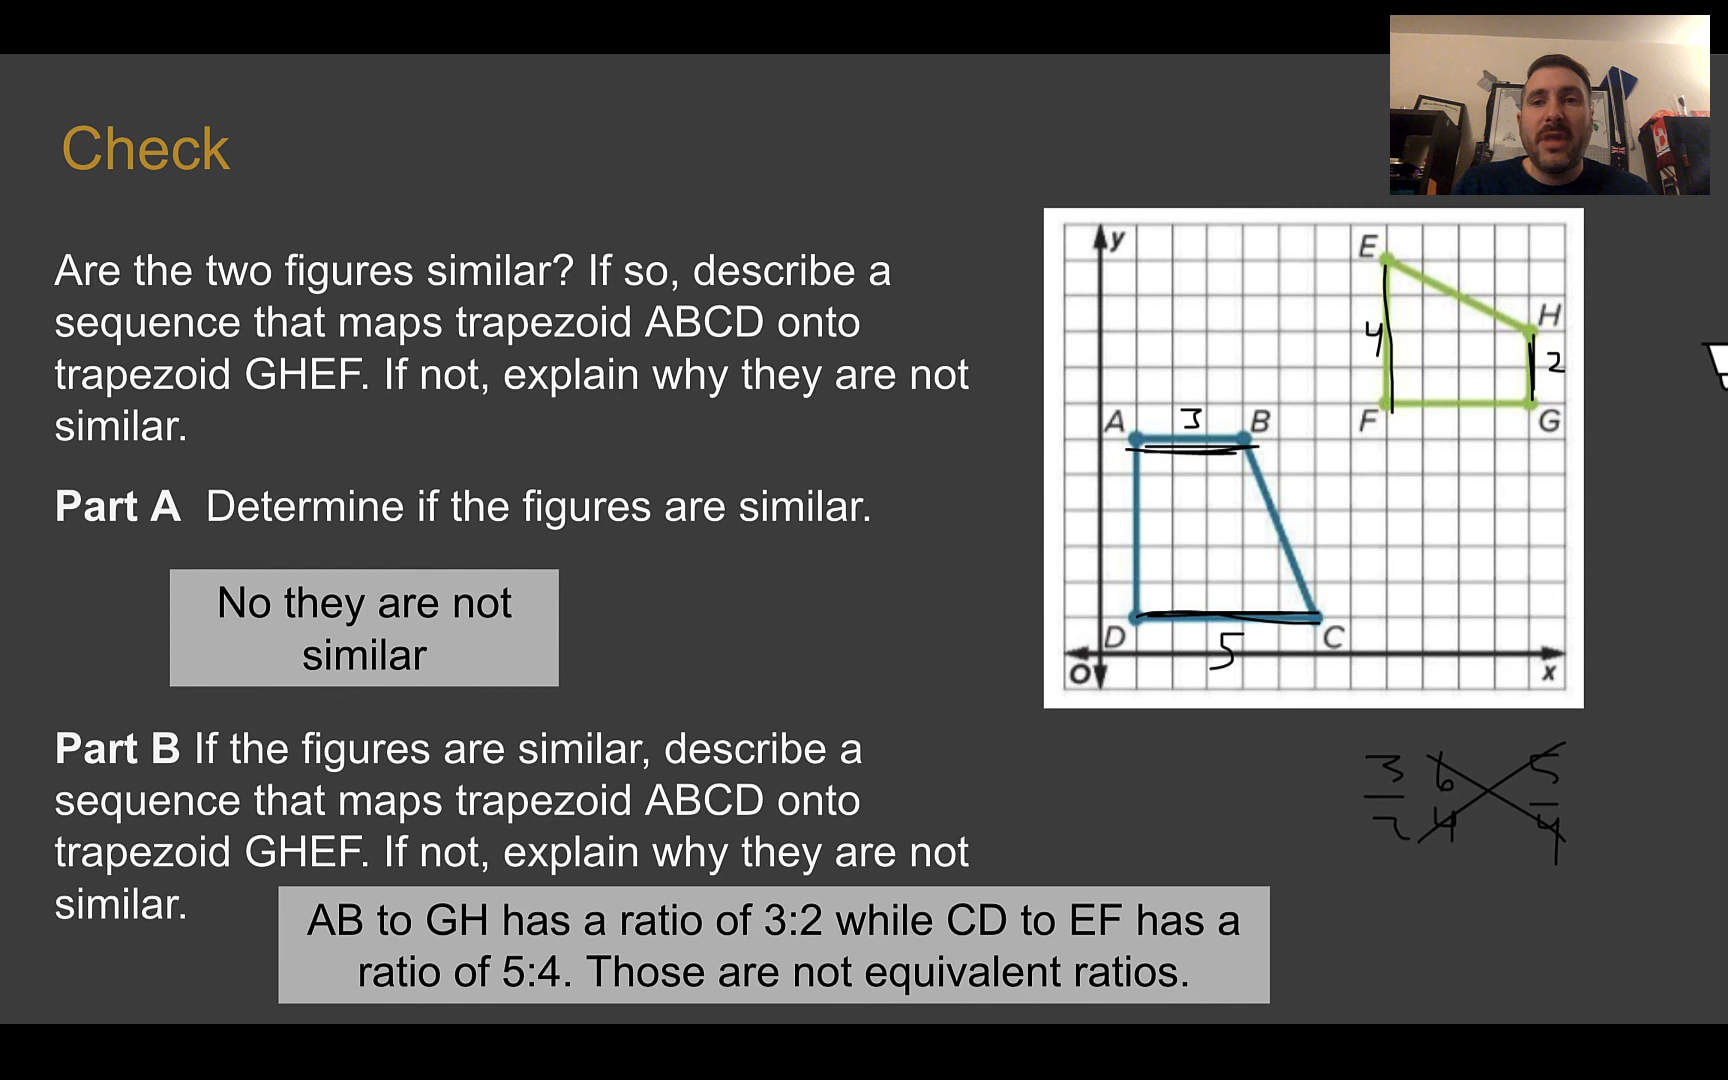 Check
Are the two figures similar? If so, describe a
sequence that maps trapezoid ABCD onto
trapezoid GHEF. If not, explain why they are not
similar.
Part A Determine if the figures are similar.
No they are not
similar
Part B If the figures are similar, describe a
sequence that maps trapezoid ABCD onto
trapezoid GHEF. If not, explain why they are not
similar.
AB to GH has a ratio of 3:2 while CD to EF has a
ratio of 5:4. Those are not equivalent ratios.
y
E
H
4
2
A 3 B
F G
D 5 C
O x
3 6 5
2 4 4